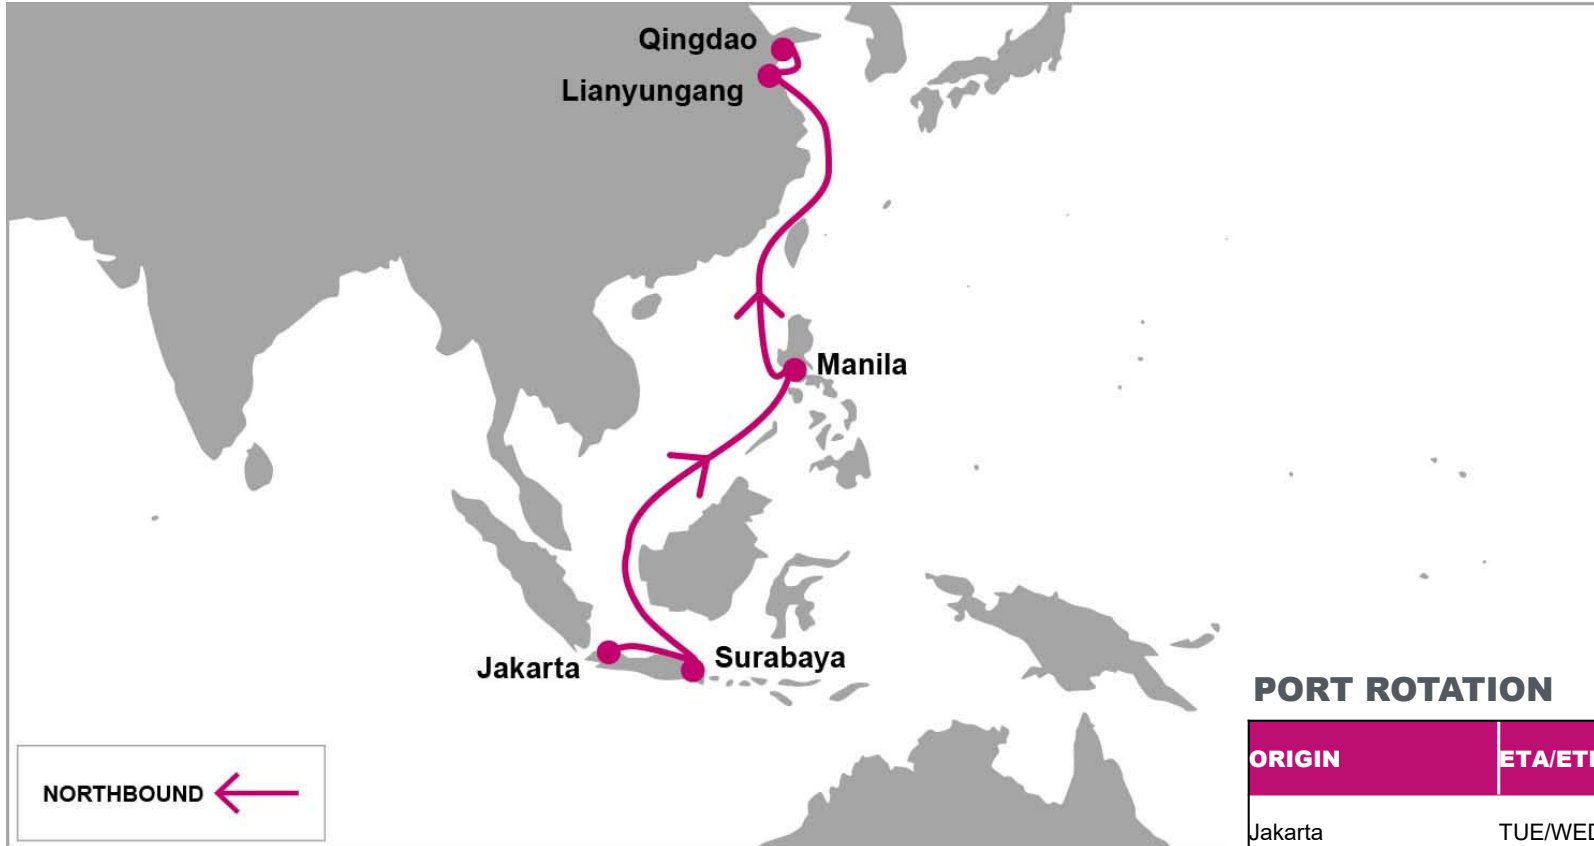 Qingdao
Lianyungang
Manila
Jakarta
Surabaya
NORTHBOUND
PORT ROTATION
ORIGIN
Jakarta